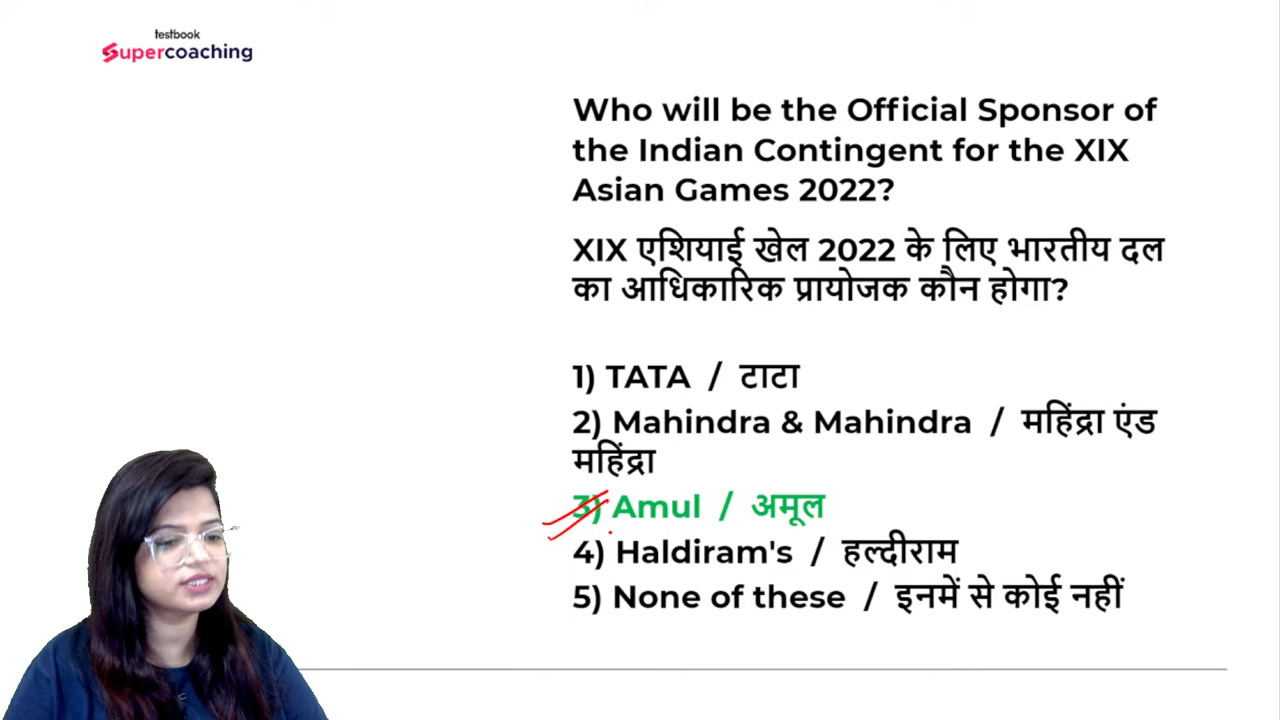 testbook
Supercoaching
Who will be the Official Sponsor of
the Indian Contingent for the XIX
Asian Games 2022?
XIX एशियाई खेल 2022 के लिए भारतीय दल
का आधिकारिक प्रायोजक कौन होगा?
1) TATA / टाटा
2) Mahindra & Mahindra / महिंद्रा एंड
महिंद्रा
3) Amul / अमूल
4) Haldiram's / हल्दीराम
5) None of these / इनमें से कोई नहीं